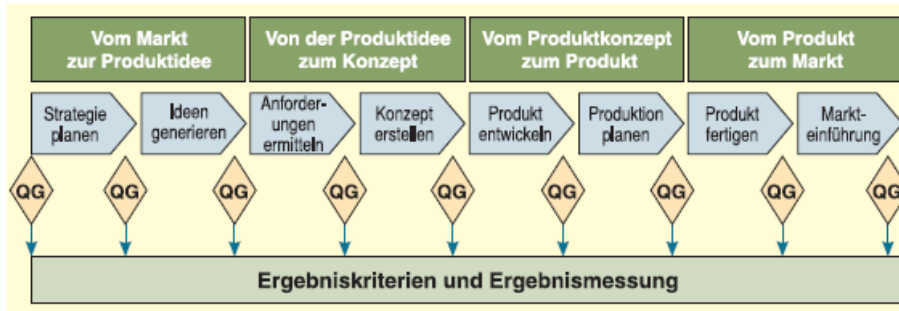 Vom Markt
zur Produktidee
Von der Produktidee
zum Konzept
Vom Produktkonzept
zum Produkt
Vom Produkt
zum Markt
Strategie
planen
Ideen
generieren
Anforder-
ungen
ermitteln
Konzept
erstellen
Produkt
entwickeln
Produktion
planen
Produkt
fertigen
Markt-
einführung
QG
QG
QG
QG
QG
QG
QG
QG
QG
Ergebniskriterien und Ergebnismessung